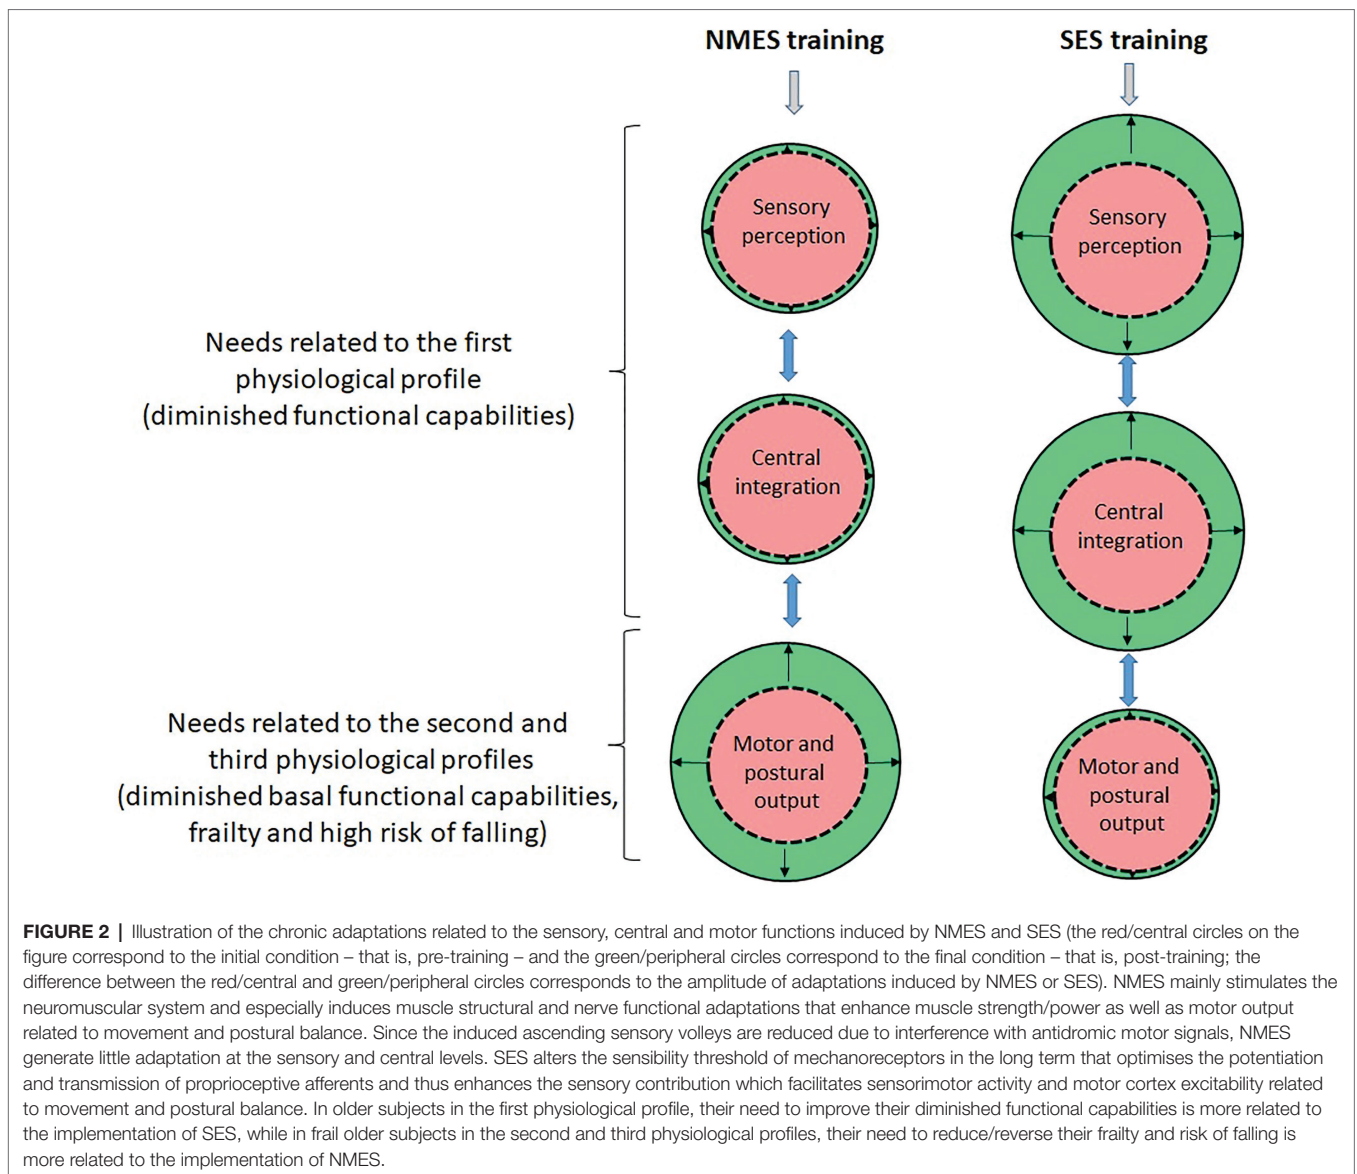 NMES training
SES training
Sensory
perception
Sensory
perception
Needs related to the first
physiological profile
(diminished functional capabilities)
Central
integration
Central
integration
Needs related to the second and
third physiological profiles
(diminished basal functional capabilities,
frailty and high risk of falling)
Motor and
postural
output
Motor and
postural
output
FIGURE 2 | Illustration of the chronic adaptations related to the sensory, central and motor functions induced by NMES and SES (the red/central circles on the
figure correspond to the initial condition – that is, pre-training – and the green/peripheral circles correspond to the final condition – that is, post-training; the
difference between the red/central and green/peripheral circles corresponds to the amplitude of adaptations induced by NMES or SES). NMES mainly stimulates the
neuromuscular system and especially induces muscle structural and nerve functional adaptations that enhance muscle strength/power as well as motor output
related to movement and postural balance. Since the induced ascending sensory volleys are reduced due to interference with antidromic motor signals, NMES
generate little adaptation at the sensory and central levels. SES alters the sensibility threshold of mechanoreceptors in the long term that optimises the potentiation
and transmission of proprioceptive afferents and thus enhances the sensory contribution which facilitates sensorimotor activity and motor cortex excitability related
to movement and postural balance. In older subjects in the first physiological profile, their need to improve their diminished functional capabilities is more related to
the implementation of SES, while in frail older subjects in the second and third physiological profiles, their need to reduce/reverse their frailty and risk of falling is
more related to the implementation of NMES.